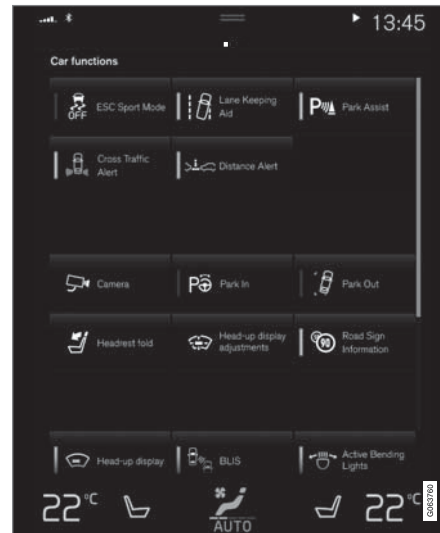 13:45
Car functions
OFF
ESC Sport Mode
Lane Keeping
Aid
P
Park Assist
Cross Traffic
Alert
Distance Alert
Camera
P
Park In
Park Out
Headrest fold
Head-up display
adjustments
90
Road Sign
Information
Head-up display
BLIS
Active Bending
Lights
22°C
AUTO
22°C
G063760